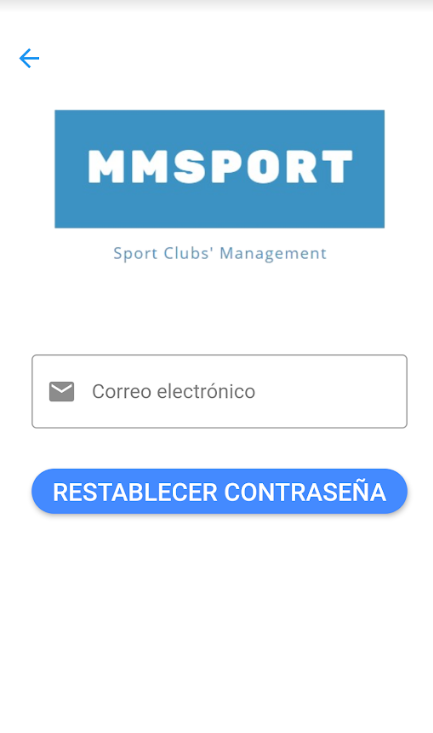 MMSPORT
Sport Clubs' Management
Correo electrónico
RESTABLECER CONTRASEÑA